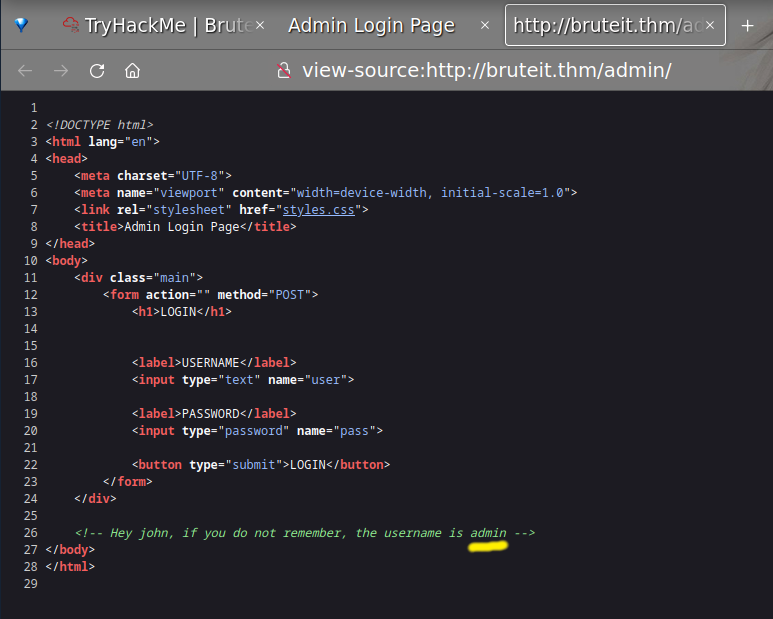 TryHackMe | Brute
Admin Login Page
http://bruteit.thm/ac
view-source:http://bruteit.thm/admin/
1
2 <!DOCTYPE html>
3 <html lang="en">
4 <head>
5 <meta charset="UTF-8">
6 <meta name="viewport" content="width=device-width, initial-scale=1.0">
7 <link rel="stylesheet" href="styles.css">
8 <title>Admin Login Page</title>
9 </head>
10 <body>
11 <div class="main">
12 <form action="" method="POST">
13 <h1>LOGIN</h1>
14
15
16 <label>USERNAME</label>
17 <input type="text" name="user">
18
19 <label>PASSWORD</label>
20 <input type="password" name="pass">
21
22 <button type="submit">LOGIN</button>
23 </form>
24 </div>
25
26 <!-- Hey john, if you do not remember, the username is admin -->
27 </body>
28 </html>
29